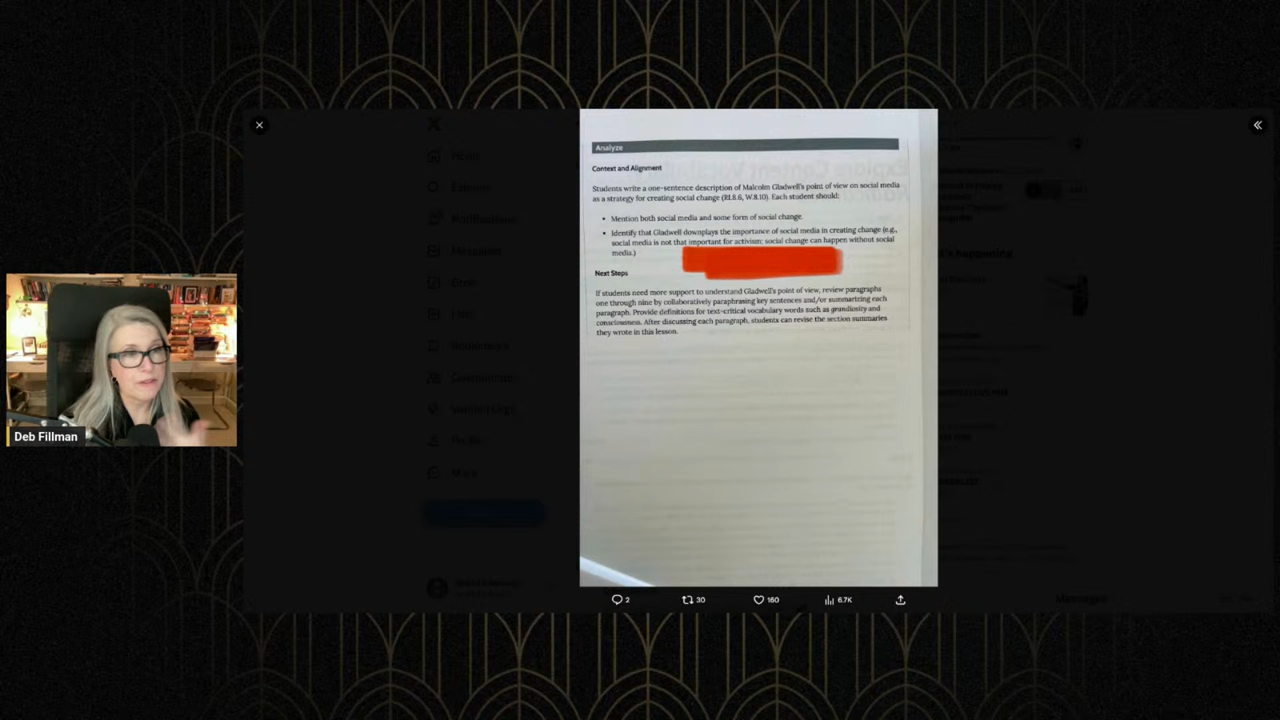 Analyze
Context and Alignment
Students write a one-sentence description of Malcolm Gladwell's point of view on social media
as a strategy for creating social change (RI.8.6, W.8.10). Each student should:
• Mention both social media and some form of social change.
• Identify that Gladwell downplays the importance of social media in creating change (e.g.,
social media is not that important for activism; social change can happen without social
media.)
Next Steps
If students need more support to understand Gladwell's point of view, review paragraphs
one through nine by collaboratively paraphrasing key sentences and/or summarizing each
paragraph. Provide definitions for text-critical vocabulary words such as grandiosity and
consciousness. After discussing each paragraph, students can revise the section summaries
they wrote in this lesson.
Deb Fillman
2 30 160 6.7K